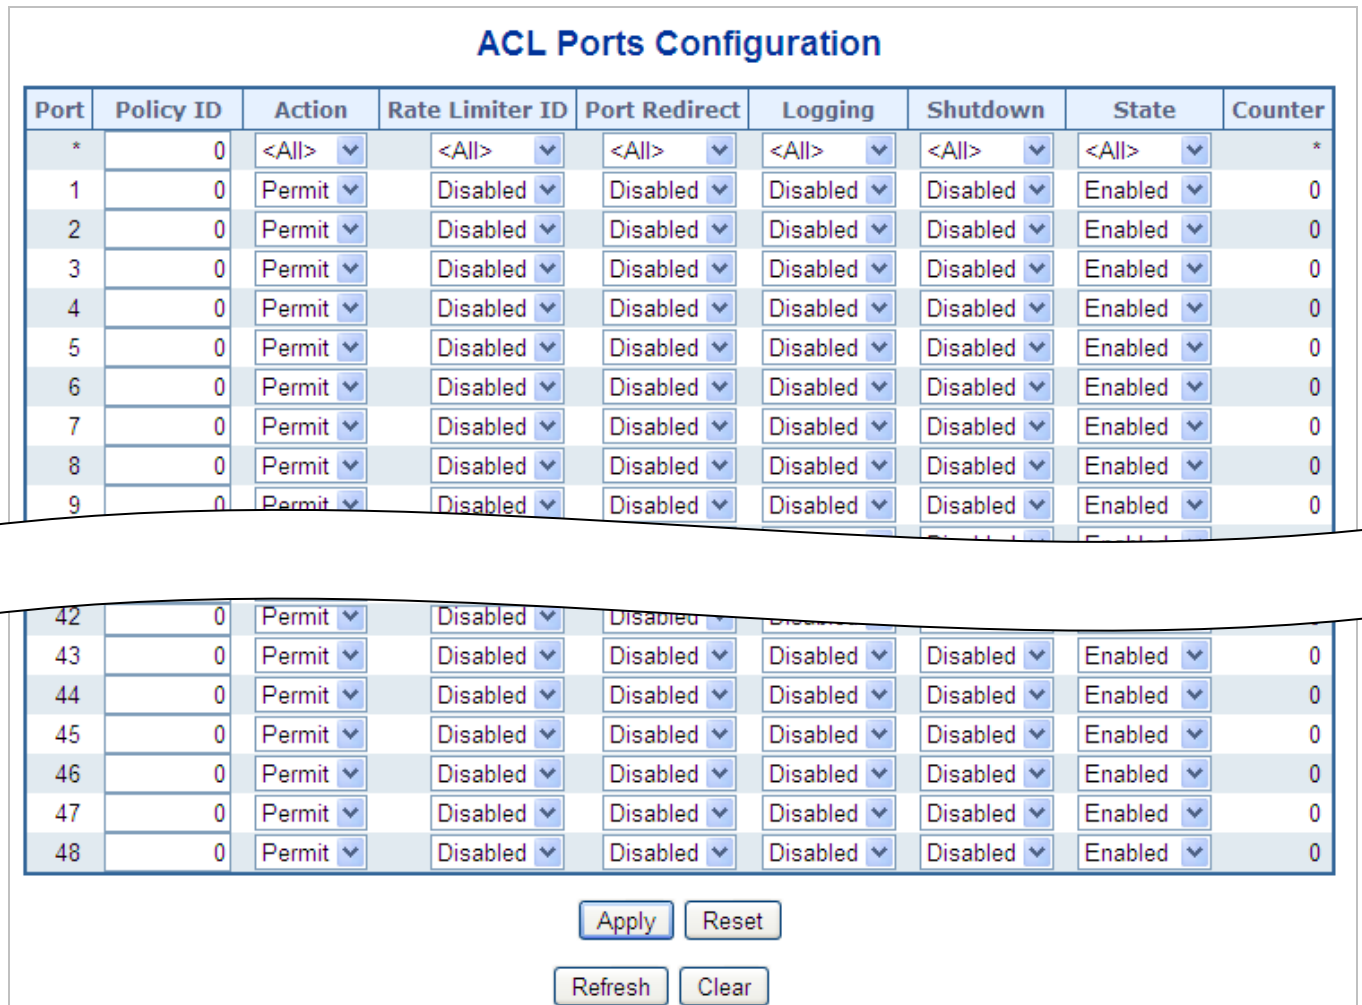 ACL Ports Configuration
Port Policy ID Action Rate Limiter ID Port Redirect Logging Shutdown State Counter
* 0 <All> <All> <All> <All> <All> <All> *
1 0 Permit Disabled Disabled Disabled Disabled Enabled 0
2 0 Permit Disabled Disabled Disabled Disabled Enabled 0
3 0 Permit Disabled Disabled Disabled Disabled Enabled 0
4 0 Permit Disabled Disabled Disabled Disabled Enabled 0
5 0 Permit Disabled Disabled Disabled Disabled Enabled 0
6 0 Permit Disabled Disabled Disabled Disabled Enabled 0
7 0 Permit Disabled Disabled Disabled Disabled Enabled 0
8 0 Permit Disabled Disabled Disabled Disabled Enabled 0
9 0 Permit Disabled Disabled Disabled Disabled Enabled 0
42 0 Permit Disabled Disabled
43 0 Permit Disabled Disabled Disabled Disabled Enabled 0
44 0 Permit Disabled Disabled Disabled Disabled Enabled 0
45 0 Permit Disabled Disabled Disabled Disabled Enabled 0
46 0 Permit Disabled Disabled Disabled Disabled Enabled 0
47 0 Permit Disabled Disabled Disabled Disabled Enabled 0
48 0 Permit Disabled Disabled Disabled Disabled Enabled 0
Apply Reset
Refresh Clear